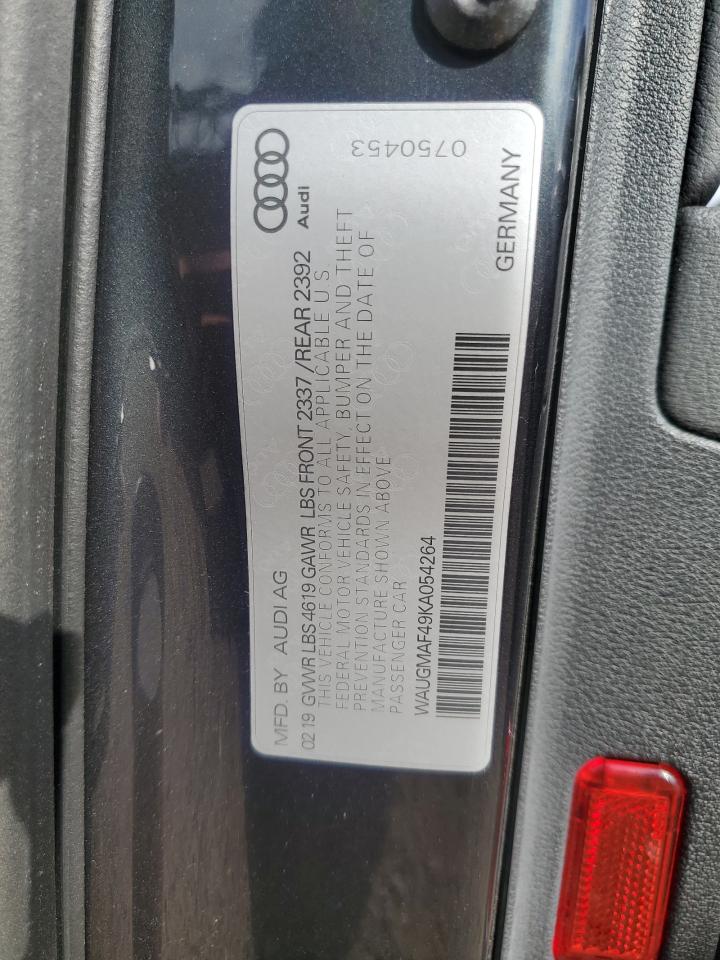 MFD. BY AUDI AG
02 19 GVWR LBS 4619 GAWR LBS FRONT 2337 / REAR 2392
THIS VEHICLE CONFORMS TO ALL APPLICABLE U.S.
FEDERAL MOTOR VEHICLE SAFETY, BUMPER AND THEFT
PREVENTION STANDARDS IN EFFECT ON THE DATE OF
MANUFACTURE SHOWN ABOVE
PASSENGER CAR
WAUGMAF49KA054264
Audi
0750453
GERMANY